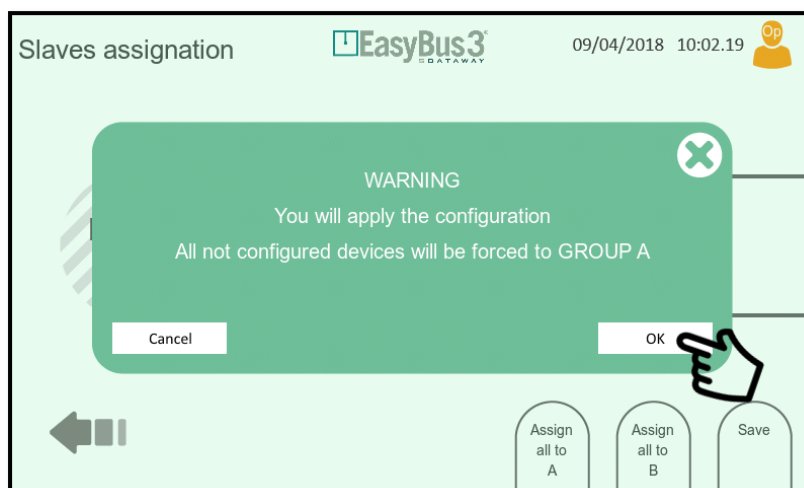 Slaves assignation
EasyBus3
DATAWAY
09/04/2018 10:02.19
Op
WARNING
You will apply the configuration
All not configured devices will be forced to GROUP A
Cancel
OK
Assign
all to
A
Assign
all to
B
Save